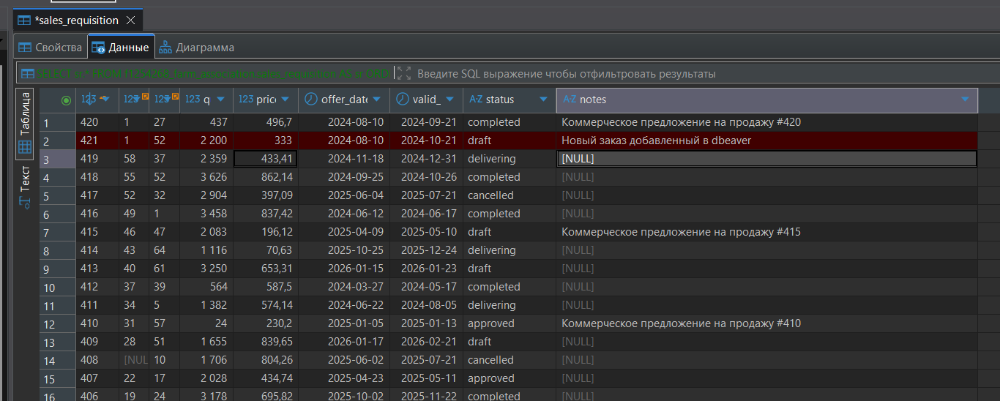 *sales_requisition
Свойства Данные Диаграмма
SELECT sr.* FROM f1254268_farm_association.sales_requisition AS sr ORD Введите SQL выражение чтобы отфильтровать результаты
Таблица
Текст
123 123 123 123 q 123 price offer_date valid_ A-Z status A-Z notes
1 420 1 27 437 496,7 2024-08-10 2024-09-21 completed Коммерческое предложение на продажу #420
2 421 1 52 2 200 333 2024-08-10 2024-10-21 draft Новый заказ добавленный в dbeaver
3 419 58 37 2 359 433,41 2024-11-18 2024-12-31 delivering [NULL]
4 418 55 52 3 626 862,14 2024-09-25 2024-10-26 completed [NULL]
5 417 52 32 2 904 397,09 2025-06-04 2025-07-21 cancelled [NULL]
6 416 49 1 3 458 837,42 2024-06-12 2024-06-17 completed [NULL]
7 415 46 47 2 083 196,12 2025-04-09 2025-05-10 draft Коммерческое предложение на продажу #415
8 414 43 64 1 116 70,63 2025-10-25 2025-12-24 delivering [NULL]
9 413 40 61 3 250 653,31 2026-01-15 2026-01-23 draft [NULL]
10 412 37 39 564 587,5 2024-03-27 2024-05-17 completed [NULL]
11 411 34 5 1 382 574,14 2024-06-22 2024-08-05 delivering [NULL]
12 410 31 57 24 230,2 2025-01-05 2025-01-13 approved Коммерческое предложение на продажу #410
13 409 28 51 1 655 839,65 2026-01-17 2026-02-21 draft [NULL]
14 408 [NUL 10 1 706 804,26 2025-06-02 2025-07-21 cancelled [NULL]
15 407 22 17 2 028 434,74 2025-04-23 2025-05-11 approved [NULL]
16 406 19 24 3 178 695,82 2025-10-02 2025-11-22 completed [NULL]